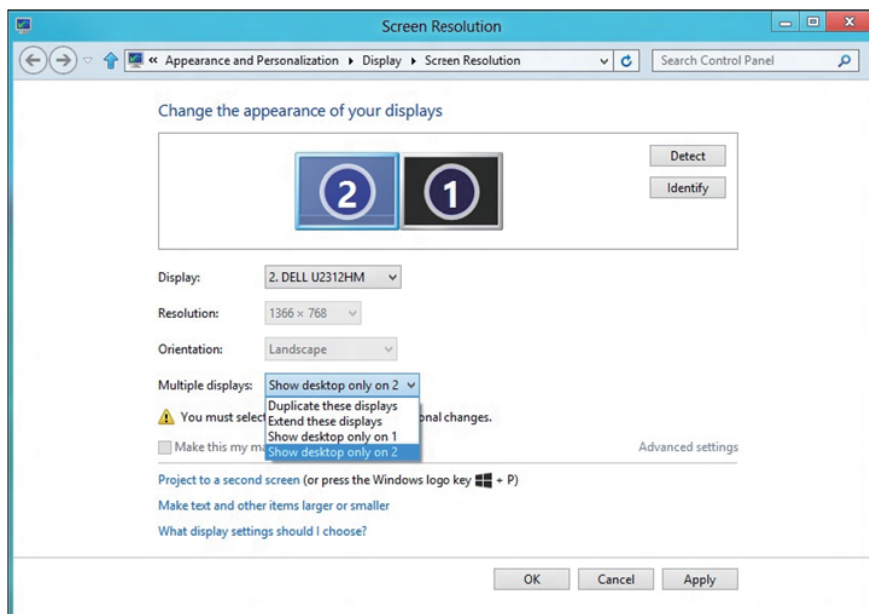 Screen Resolution
« Appearance and Personalization ▸ Display ▸ Screen Resolution
Search Control Panel
Change the appearance of your displays
2
1
Detect
Identify
Display: 2. DELL U2312HM
Resolution: 1366 × 768
Orientation: Landscape
Multiple displays: Show desktop only on 2
Duplicate these displays
Extend these displays
Show desktop only on 1
Show desktop only on 2
You must select onal changes.
Make this my ma
Advanced settings
Project to a second screen (or press the Windows logo key + P)
Make text and other items larger or smaller
What display settings should I choose?
OK
Cancel
Apply